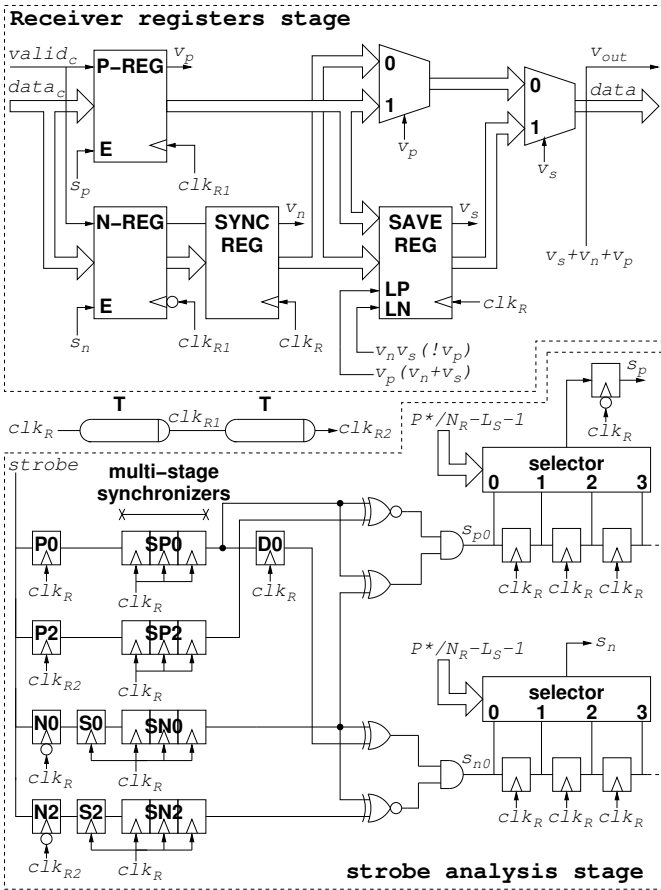 Receiver registers stage
valid_c
P-REG
v_p
data_c
E
s_p
clk_R1
0
1
v_p
0
1
v_s
v_out
data
v_s+v_n+v_p
N-REG
E
s_n
clk_R1
SYNC
REG
v_n
clk_R
SAVE
REG
v_s
LP
LN
clk_R
v_n v_s (!v_p)
v_p (v_n+v_s)
T
T
clk_R
clk_R1
clk_R2
strobe
multi-stage
synchronizers
P0
SP0
D0
clk_R
clk_R
clk_R
P2
SP2
clk_R2
clk_R
N0
S0
SN0
clk_R
clk_R
N2
S2
SN2
clk_R2
clk_R
s_p0
s_n0
P*/N_R-L_S-1
s_p
clk_R
selector
0 1 2 3
clk_R clk_R clk_R
P*/N_R-L_S-1
s_n
selector
0 1 2 3
clk_R clk_R clk_R
strobe analysis stage